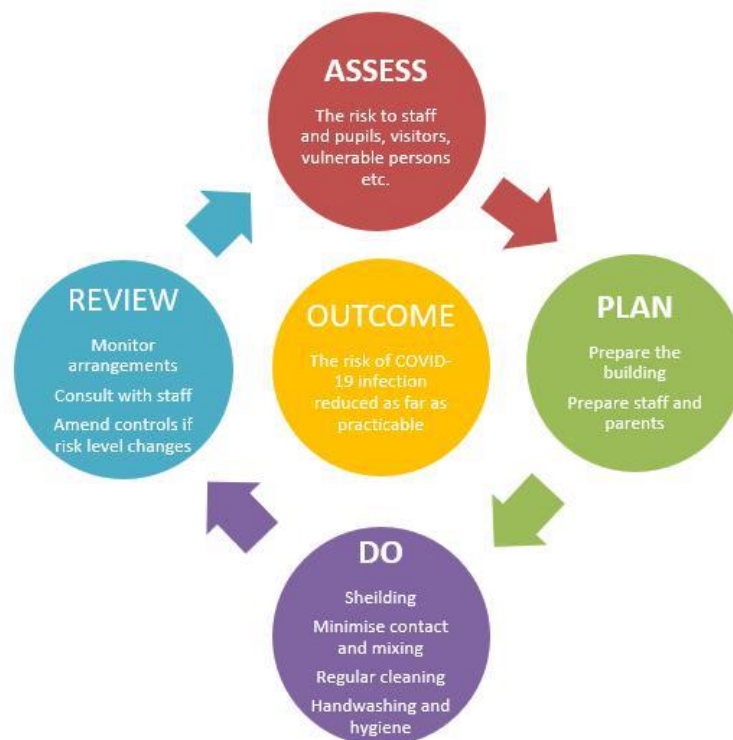 ASSESS
The risk to staff
and pupils, visitors,
vulnerable persons
etc.
PLAN
Prepare the
building
Prepare staff and
parents
DO
Sheilding
Minimise contact
and mixing
Regular cleaning
Handwashing and
hygiene
REVIEW
Monitor
arrangements
Consult with staff
Amend controls if
risk level changes
OUTCOME
The risk of COVID-
19 infection
reduced as far as
practicable